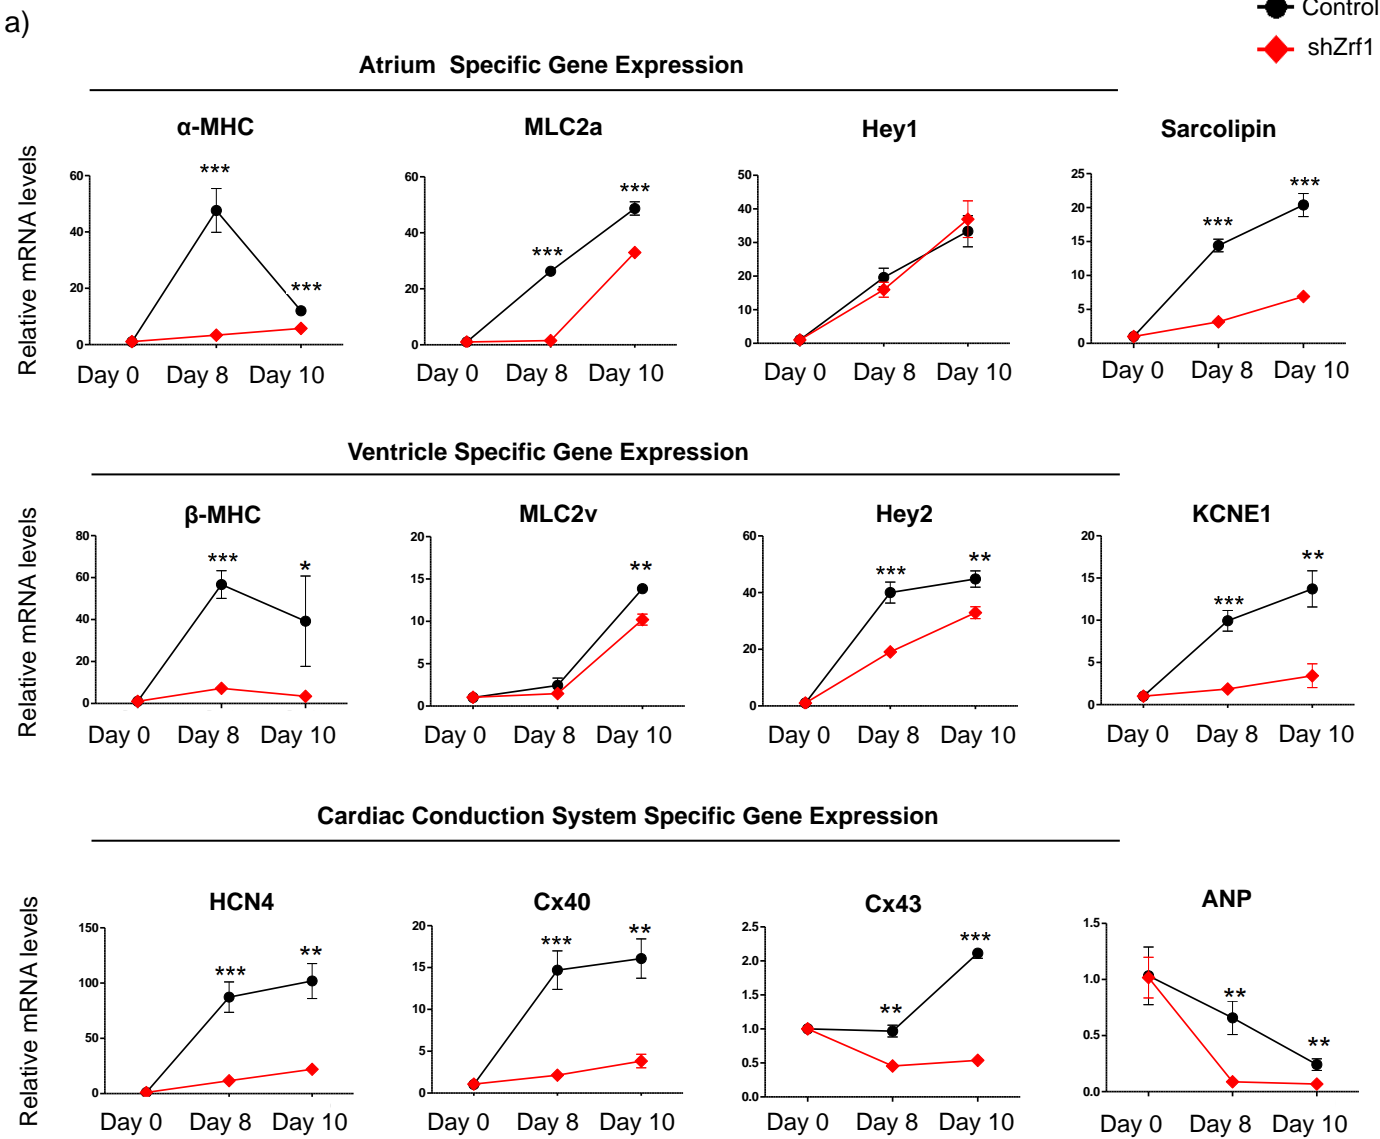 a)
Control
shZrf1
Atrium Specific Gene Expression
α-MHC MLC2a Hey1 Sarcolipin
Relative mRNA levels
60 40 20 0
*** ***
Day 0 Day 8 Day 10
60 40 20 0
*** ***
Day 0 Day 8 Day 10
50 40 30 20 10 0
Day 0 Day 8 Day 10
25 20 15 10 5 0
*** ***
Day 0 Day 8 Day 10
Ventricle Specific Gene Expression
β-MHC MLC2v Hey2 KCNE1
Relative mRNA levels
80 60 40 20 0
*** *
Day 0 Day 8 Day 10
20 15 10 5 0
**
Day 0 Day 8 Day 10
60 40 20 0
*** **
Day 0 Day 8 Day 10
20 15 10 5 0
*** **
Day 0 Day 8 Day 10
Cardiac Conduction System Specific Gene Expression
HCN4 Cx40 Cx43 ANP
Relative mRNA levels
150 100 50 0
*** **
Day 0 Day 8 Day 10
20 15 10 5 0
*** **
Day 0 Day 8 Day 10
2.5 2.0 1.5 1.0 0.5 0.0
** ***
Day 0 Day 8 Day 10
1.5 1.0 0.5 0.0
** **
Day 0 Day 8 Day 10